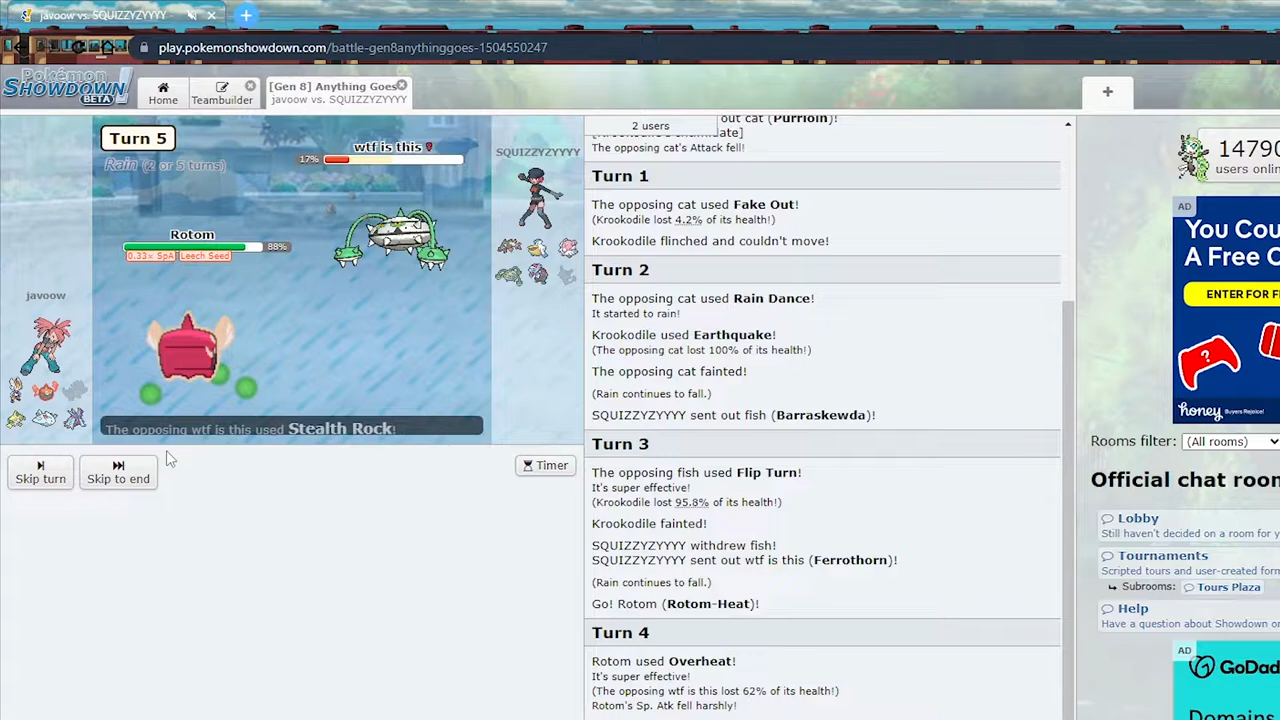 javoow vs. SQUIZZYZYYYY
play.pokemonshowdown.com/battle-gen8anythinggoes-1504550247
Pokémon
SHOWDOWN
BETA
Home
Teambuilder
[Gen 8] Anything Goes
javoow vs. SQUIZZYZYYYY
Turn 5
Rain (2 or 5 turns)
wtf is this
17%
Rotom
88%
0.33× SpA
Leech Seed
javoow
SQUIZZYZYYYY
The opposing wtf is this used Stealth Rock!
Skip turn
Skip to end
Timer
2 users
out cat (Purrloin)!
The opposing cat's Attack fell!
Turn 1
The opposing cat used Fake Out!
(Krookodile lost 4.2% of its health!)
Krookodile flinched and couldn't move!
Turn 2
The opposing cat used Rain Dance!
It started to rain!
Krookodile used Earthquake!
(The opposing cat lost 100% of its health!)
The opposing cat fainted!
(Rain continues to fall.)
SQUIZZYZYYYY sent out fish (Barraskewda)!
Turn 3
The opposing fish used Flip Turn!
It's super effective!
(Krookodile lost 95.8% of its health!)
Krookodile fainted!
SQUIZZYZYYYY withdrew fish!
SQUIZZYZYYYY sent out wtf is this (Ferrothorn)!
(Rain continues to fall.)
Go! Rotom (Rotom-Heat)!
Turn 4
Rotom used Overheat!
It's super effective!
(The opposing wtf is this lost 62% of its health!)
Rotom's Sp. Atk fell harshly!
14790
users onlin
AD
You Cou
A Free C
ENTER FOR F
honey
Buyers Rejoice!
Rooms filter:
(All rooms)
Official chat roon
Lobby
Still haven't decided on a room for y
Tournaments
Scripted tours and user-created form
Subrooms:
Tours Plaza
Help
Have a question about Showdown or
AD
GoDad
Domains